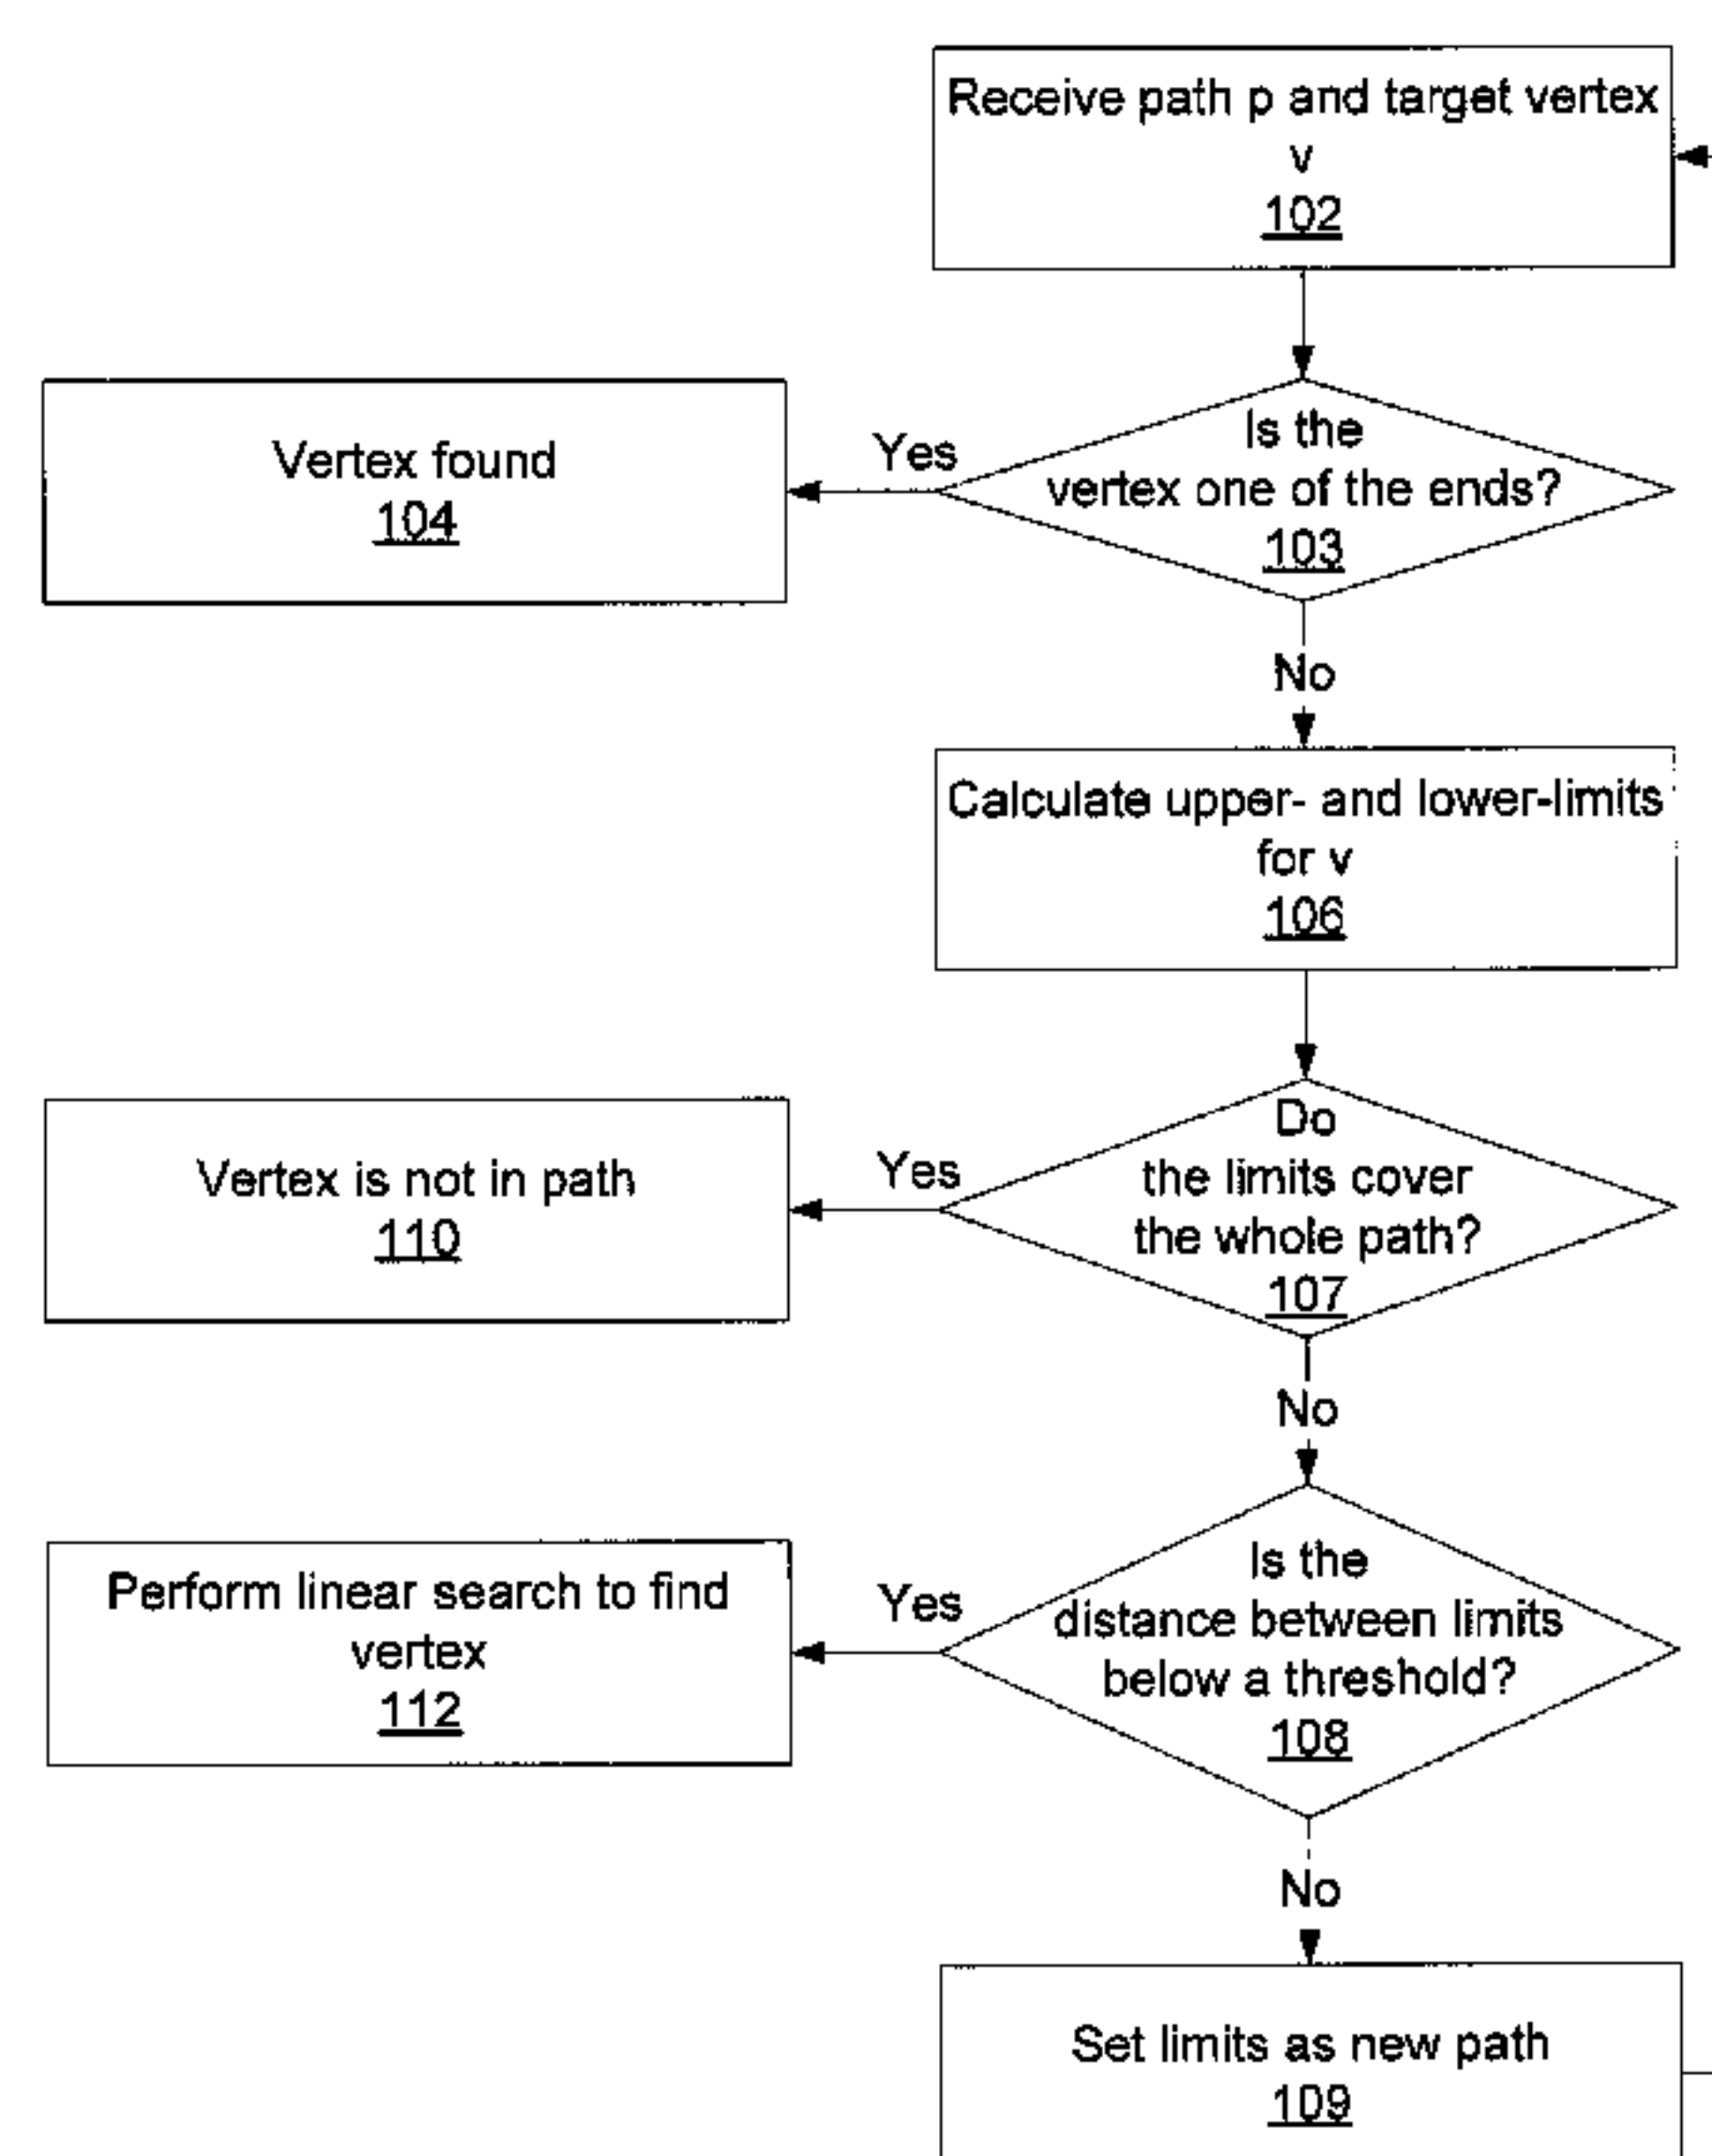 Receive path p and target vertex
v
102
Is the
vertex one of the ends?
103
Yes
Vertex found
104
No
Calculate upper- and lower-limits
for v
106
Do
the limits cover
the whole path?
107
Yes
Vertex is not in path
110
No
Is the
distance between limits
below a threshold?
108
Yes
Perform linear search to find
vertex
112
No
Set limits as new path
109